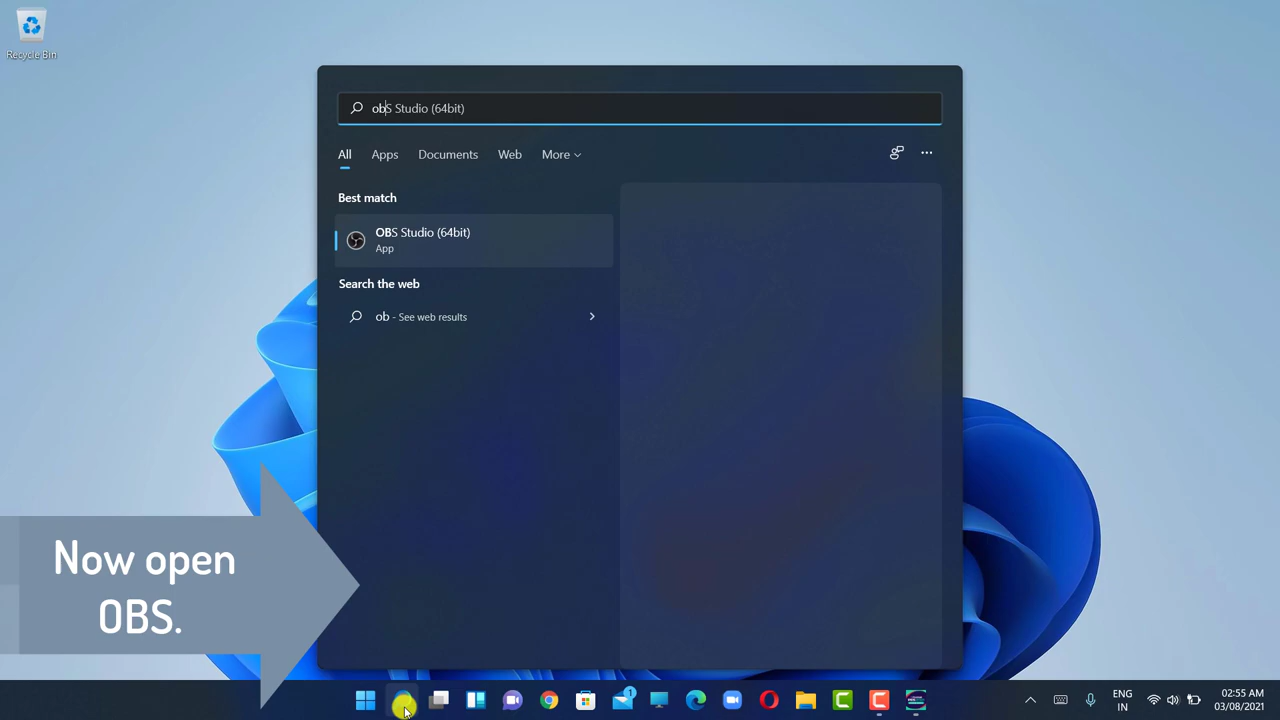 Recycle Bin
obS Studio (64bit)
All Apps Documents Web More
Best match
OBS Studio (64bit)
App
Search the web
ob - See web results
Now open
OBS.
1
ENG
IN
02:55 AM
03/08/2021